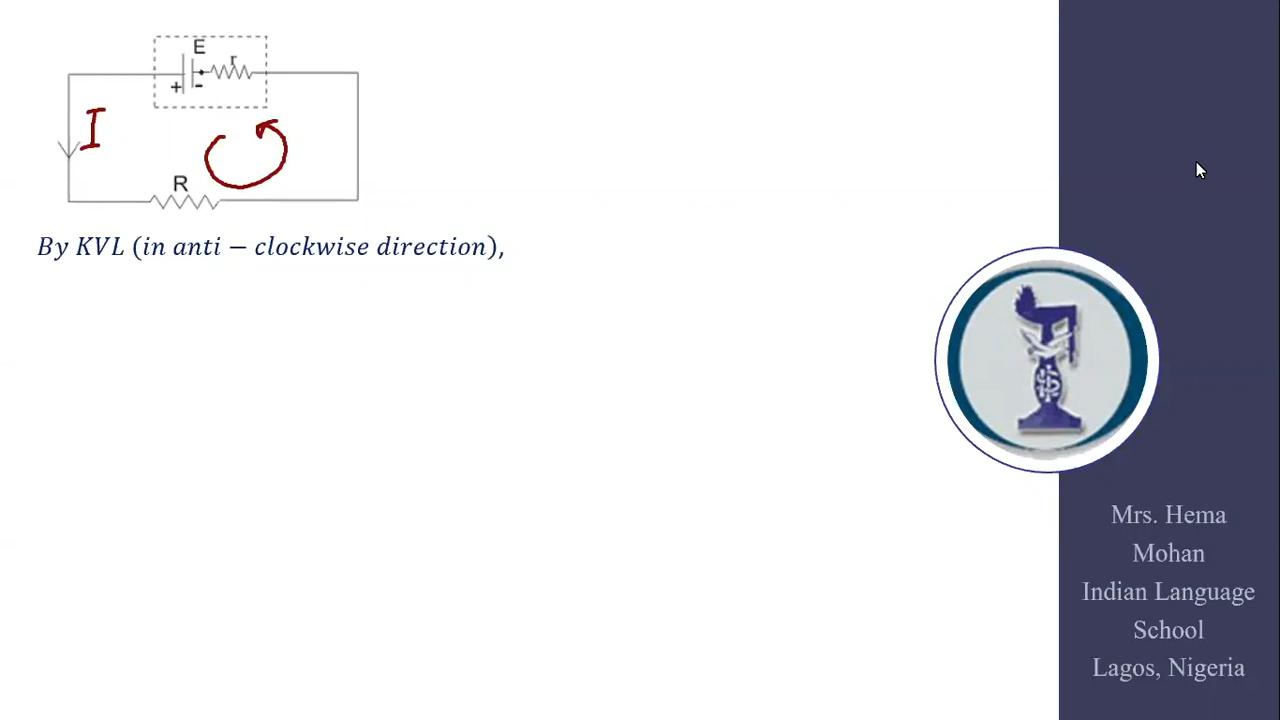 E
r
+
-
I
R
By KVL (in anti − clockwise direction),
Mrs. Hema
Mohan
Indian Language
School
Lagos, Nigeria